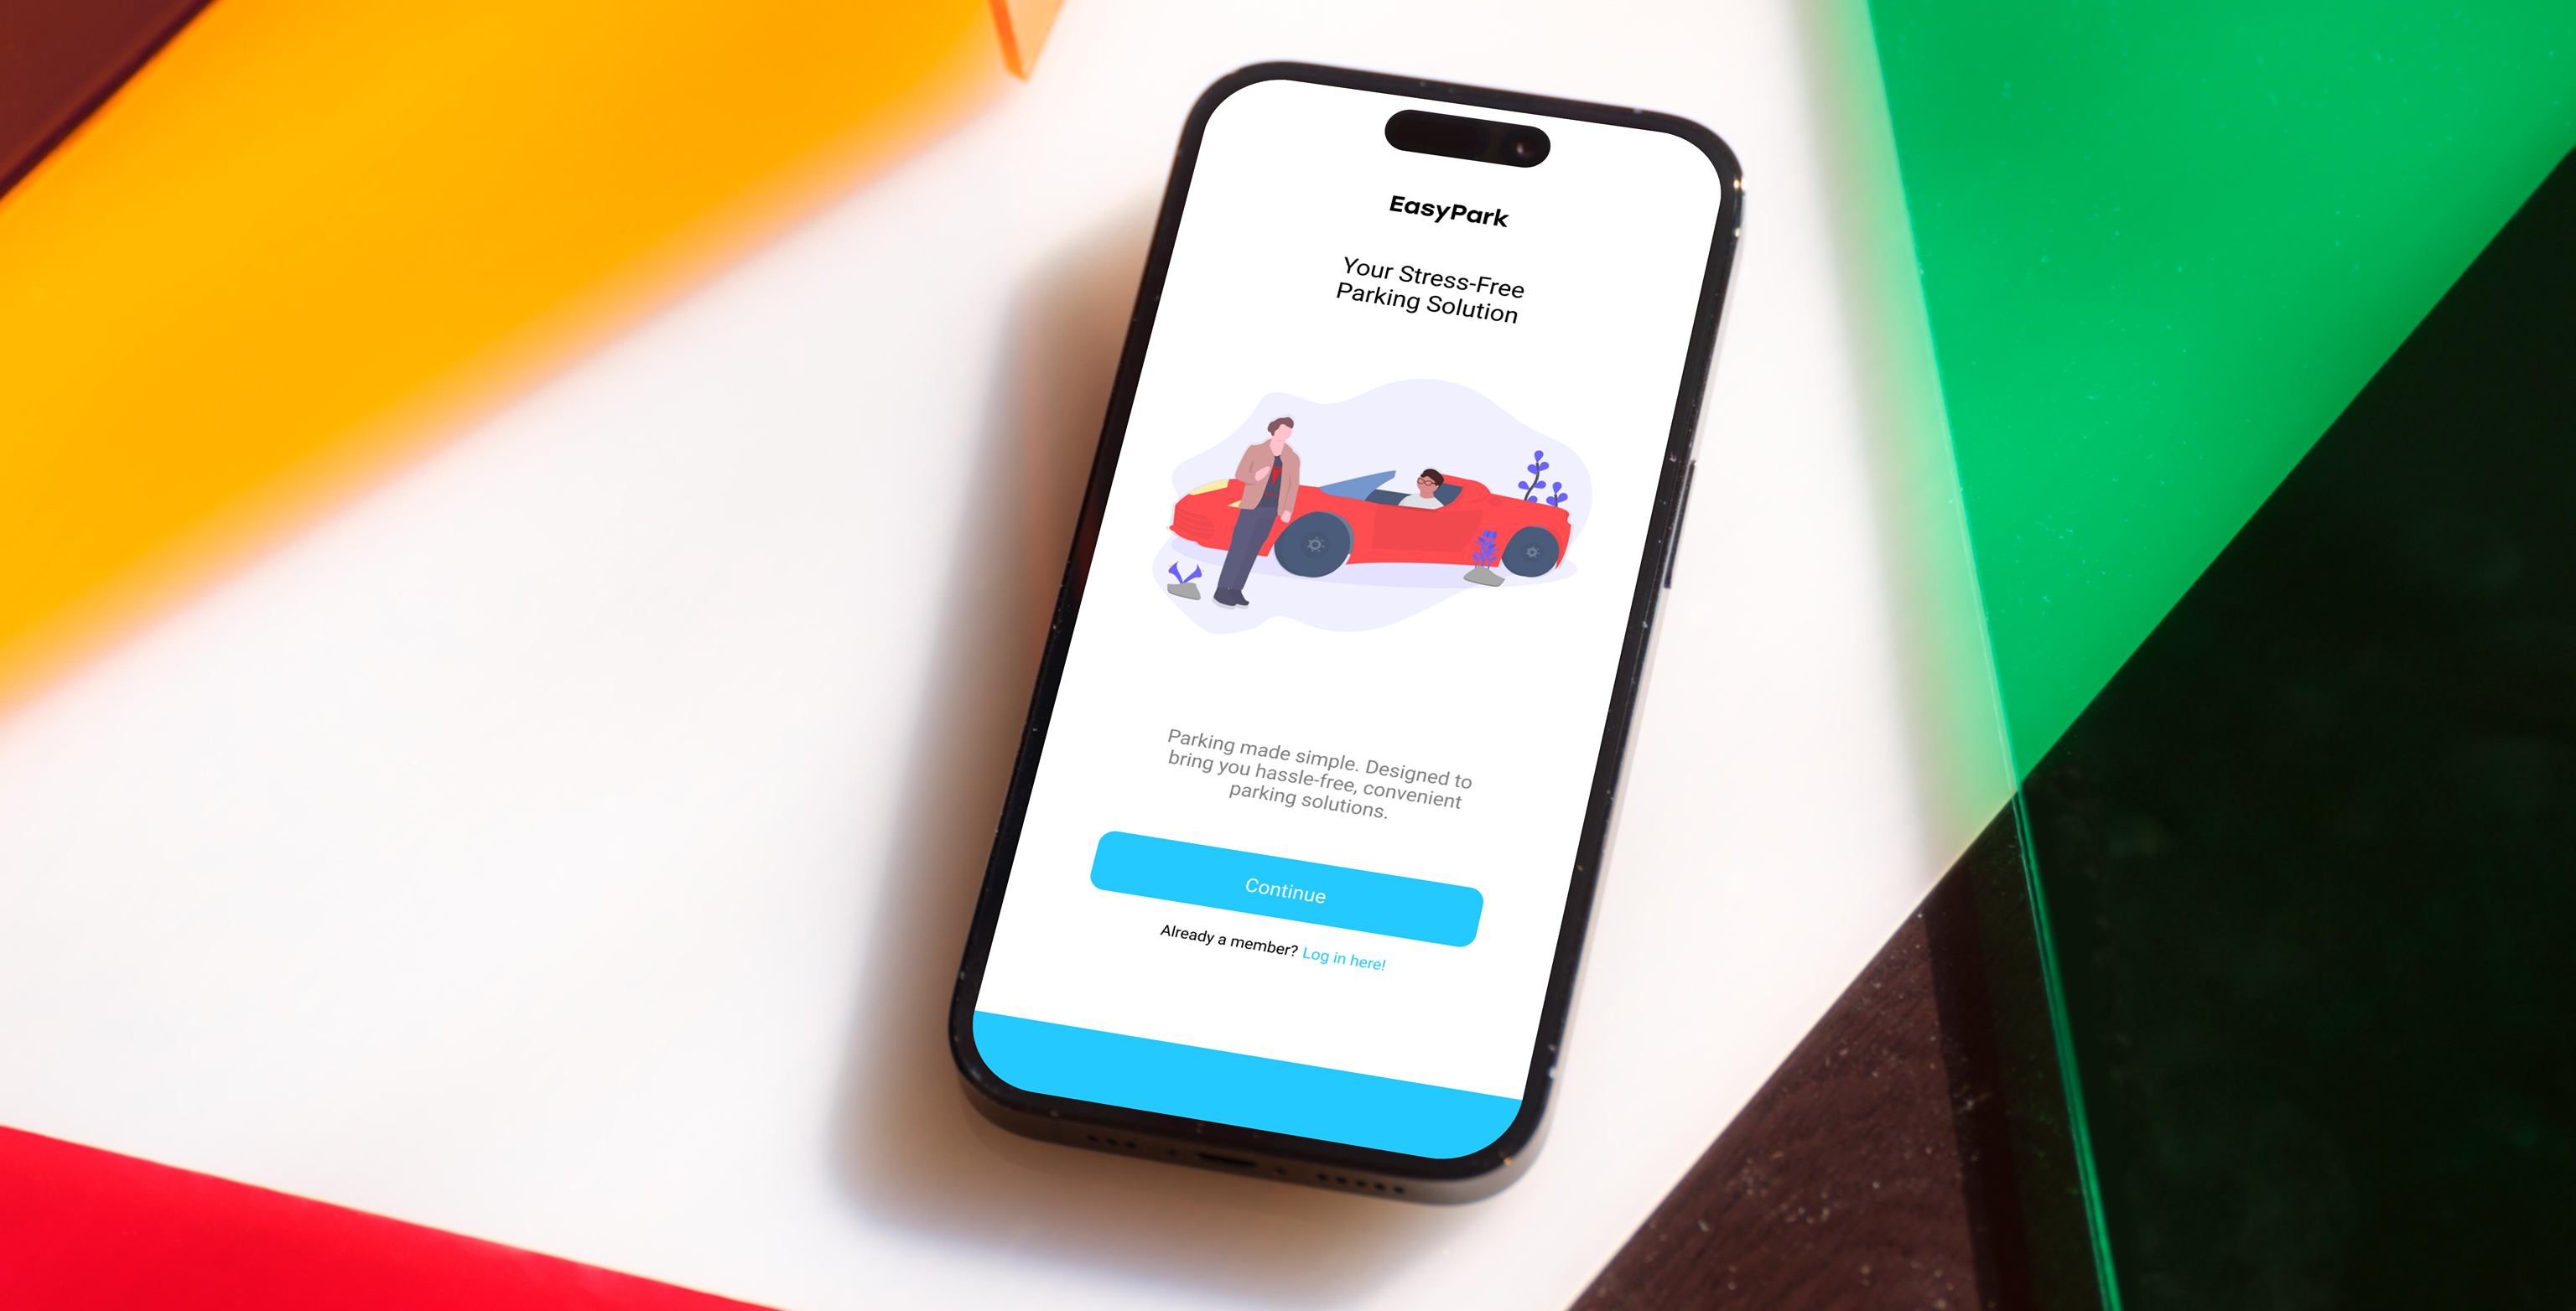 EasyPark
Your Stress-Free
Parking Solution
Parking made simple. Designed to
bring you hassle-free, convenient
parking solutions.
Continue
Already a member? Log in here!